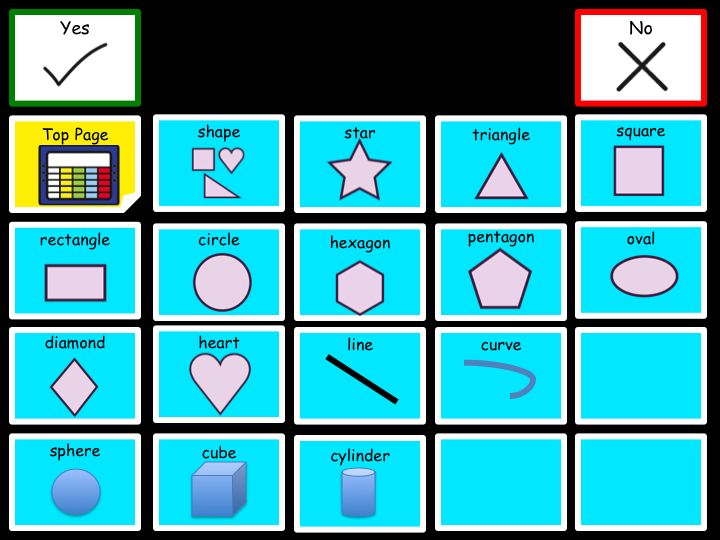 Yes
No
Top Page
shape
star
triangle
square
rectangle
circle
hexagon
pentagon
oval
diamond
heart
line
curve
sphere
cube
cylinder